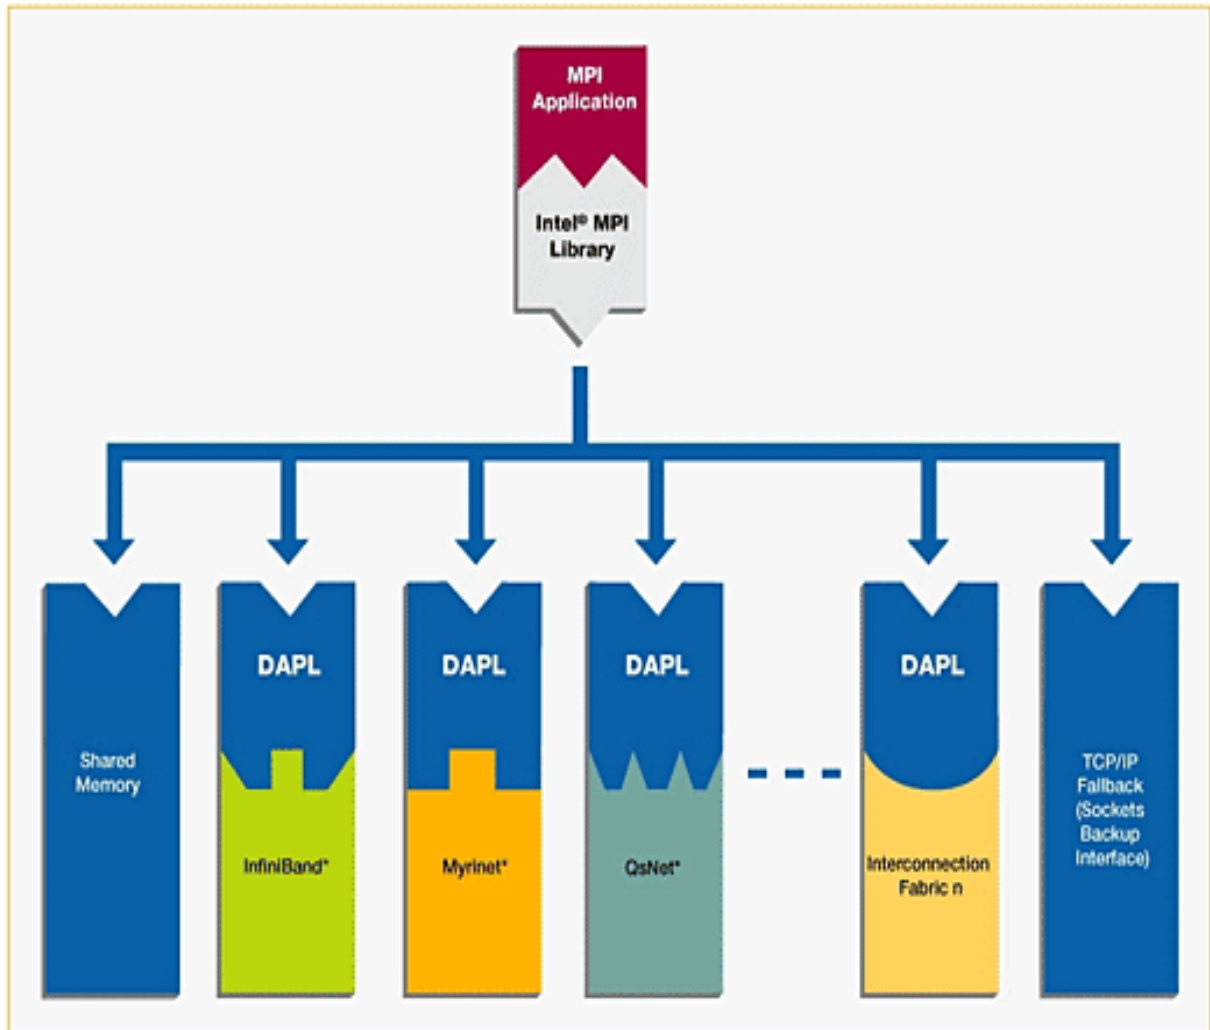 MPI
Application
Intel® MPI
Library
DAPL
DAPL
DAPL
DAPL
Shared
Memory
InfiniBand*
Myrinet*
QsNet*
Interconnection
Fabric n
TCP/IP
Fallback
(Sockets
Backup
Interface)